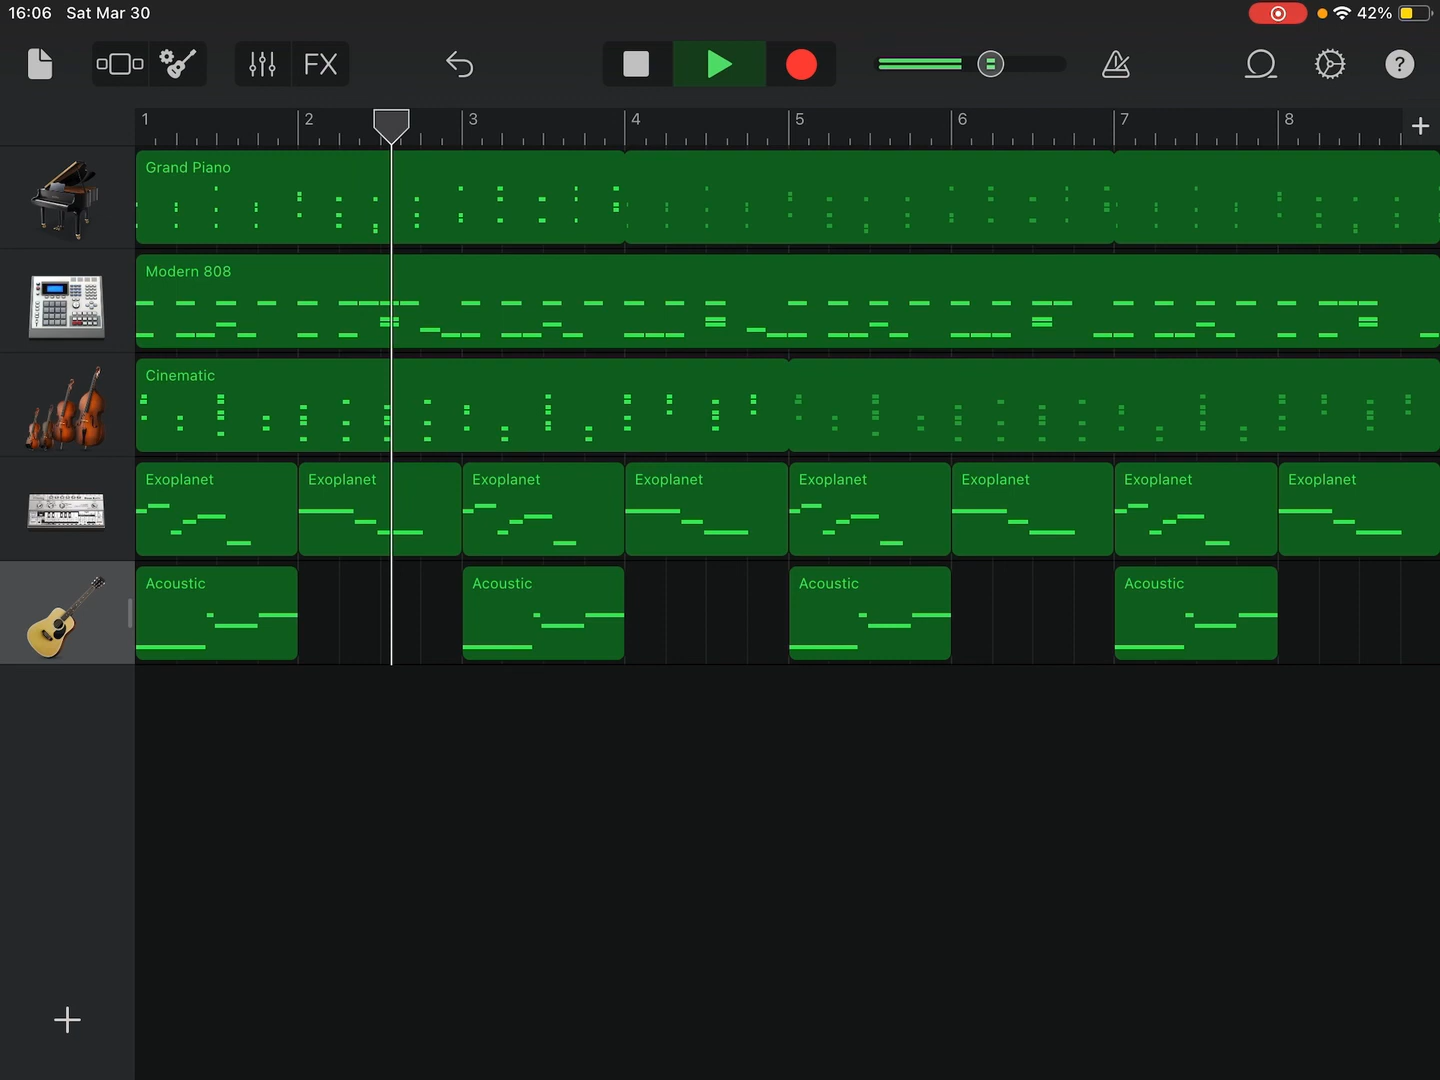 16:06 Sat Mar 30 42%
FX ?
1 2 3 4 5 6 7 8 +
Grand Piano
Modern 808
Cinematic
Exoplanet Exoplanet Exoplanet Exoplanet Exoplanet Exoplanet Exoplanet Exoplanet
Acoustic Acoustic Acoustic Acoustic
+